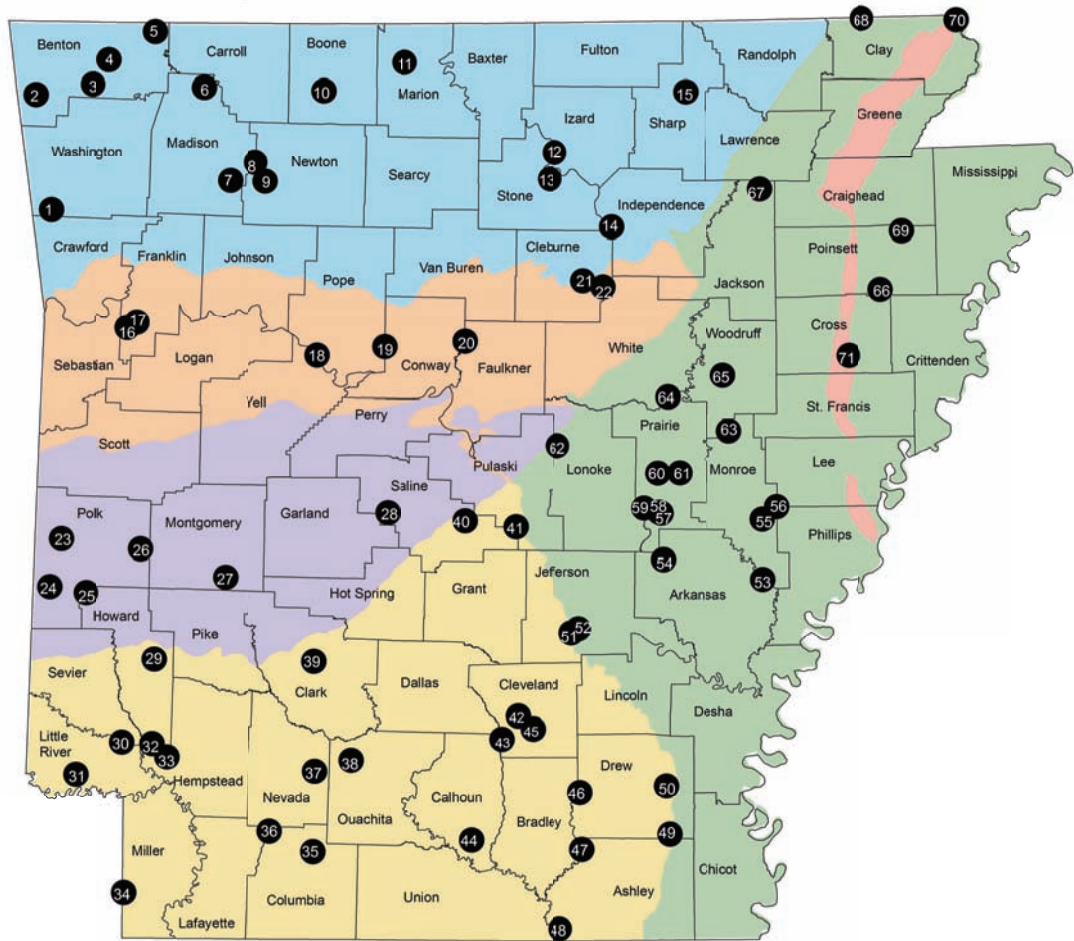 68
70
5
Benton
Carroll
Boone
Baxter
Fulton
Randolph
Clay
4
11
3
2
6
10
Marion
15
Greene
Izard
Sharp
Lawrence
Washington
Madison
8
Newton
12
7
9
Searcy
Stone
13
67
Craighead
Mississippi
1
Independence
14
69
Crawford
Franklin
Johnson
Pope
Van Buren
Cleburne
Poinsett
21
22
Jackson
66
17
16
Woodruff
Cross
Sebastian
Logan
18
19
20
Conway
Faulkner
White
71
Crittenden
65
64
Yell
Perry
St. Francis
Scott
Prairie
63
62
Pulaski
Lonoke
60
61
Monroe
Lee
Saline
Polk
Montgomery
Garland
28
40
41
59
58
57
56
55
Phillips
23
26
54
24
25
27
Hot Spring
Grant
Jefferson
53
Arkansas
Howard
Pike
52
51
29
39
Sevier
Clark
Dallas
Cleveland
Lincoln
Desha
42
45
Little
River
30
32
33
43
31
Hempstead
37
38
Drew
Nevada
Calhoun
46
50
Ouachita
Bradley
36
44
49
Miller
35
47
Chicot
34
Columbia
Union
Ashley
Lafayette
48